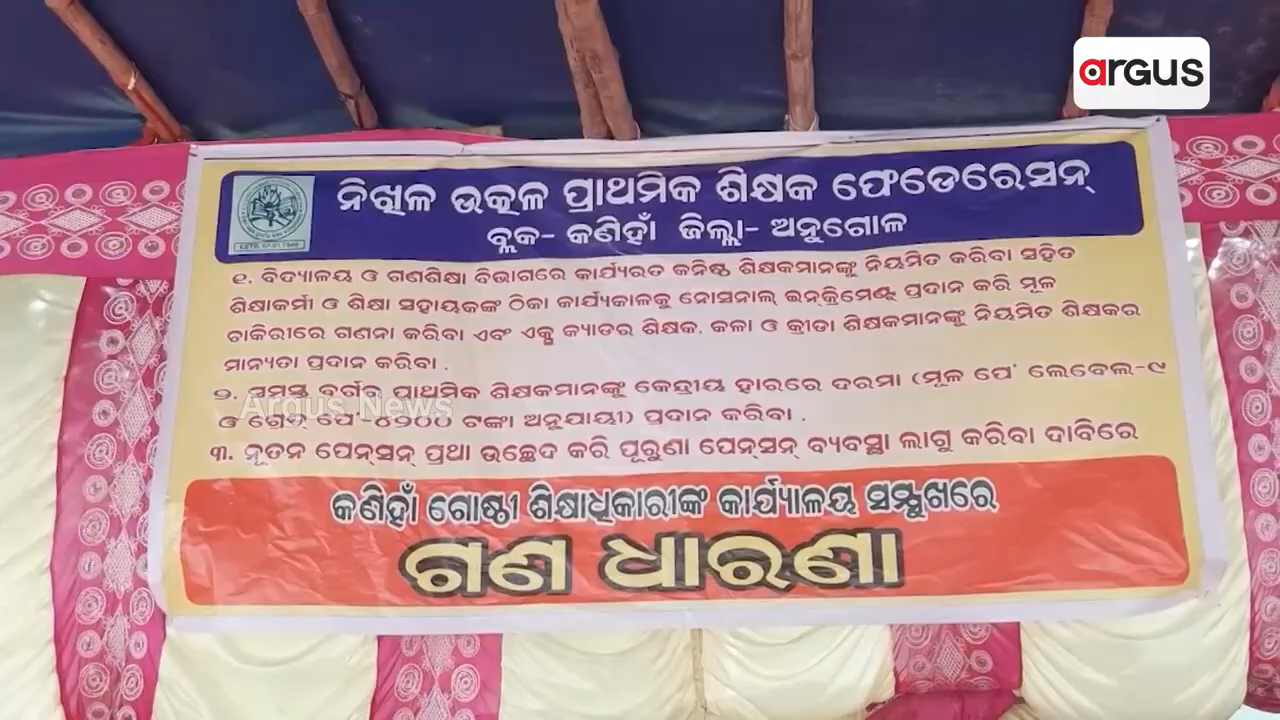 argus
ନିଖିଳ ଉତ୍କଳ ପ୍ରାଥମିକ ଶିକ୍ଷକ ଫେଡେରେସନ୍
ବ୍ଲକ- କଣିହାଁ ଜିଲ୍ଲା- ଅନୁଗୋଳ
୧. ବିଦ୍ୟାଳୟ ଓ ଗଣଶିକ୍ଷା ବିଭାଗରେ କାର୍ଯ୍ୟରତ କନିଷ୍ଠ ଶିକ୍ଷକମାନଙ୍କୁ ନିୟମିତ କରିବା ସହିତ
ଶିକ୍ଷାକର୍ମୀ ଓ ଶିକ୍ଷା ସହାୟକଙ୍କ ଠିକା କାର୍ଯ୍ୟକାଳକୁ ନୋସନାଲ୍ ଇନ୍‌କ୍ରିମେଣ୍ଟ ପ୍ରଦାନ କରି ମୂଳ
ଚାକିରୀରେ ଗଣନା କରିବା ଏବଂ ଏକ୍ସ କ୍ୟାଡର ଶିକ୍ଷକ, କଳା ଓ କ୍ରୀଡା ଶିକ୍ଷକମାନଙ୍କୁ ନିୟମିତ ଶିକ୍ଷକର
ମାନ୍ୟତା ପ୍ରଦାନ କରିବା .
୨. ସମସ୍ତ ବର୍ଗର ପ୍ରାଥମିକ ଶିକ୍ଷକମାନଙ୍କୁ କେନ୍ଦ୍ରୀୟ ହାରରେ ଦରମା (ମୂଳ ପେ' ଲେବେଲ-୯
ଓ ଗ୍ରେଡ୍ ପେ-୪୨୦୦ ଟଙ୍କା ଅନୁଯାୟୀ) ପ୍ରଦାନ କରିବା .
Argus News
୩. ନୂତନ ପେନ୍‌ସନ୍ ପ୍ରଥା ଉଚ୍ଛେଦ କରି ପୁରୁଣା ପେନ୍‌ସନ୍ ବ୍ୟବସ୍ଥା ଲାଗୁ କରିବା ଦାବିରେ
କଣିହାଁ ଗୋଷ୍ଠୀ ଶିକ୍ଷାଧିକାରୀଙ୍କ କାର୍ଯ୍ୟାଳୟ ସମ୍ମୁଖରେ
ଗଣ ଧାରଣା